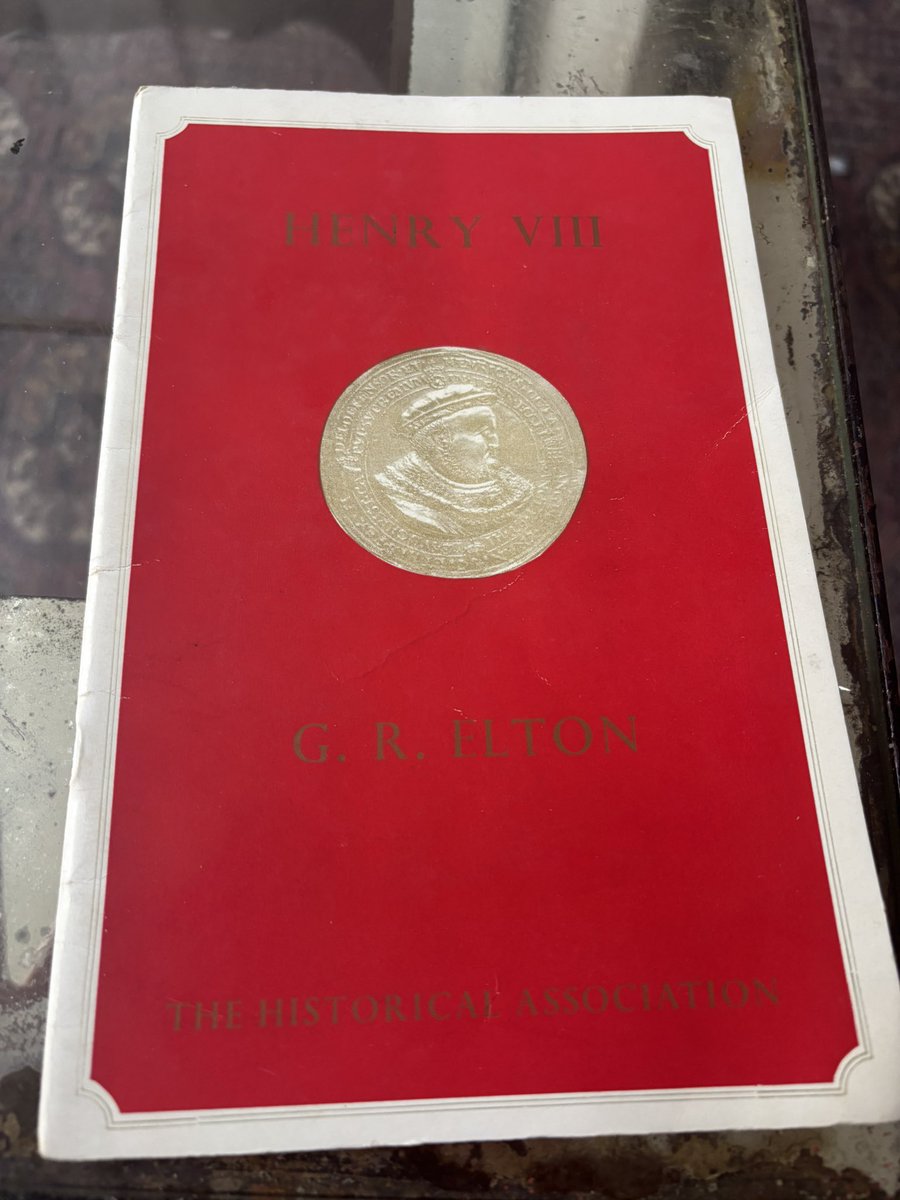 HENRY VIII
G. R. ELTON
THE HISTORICAL ASSOCIATION